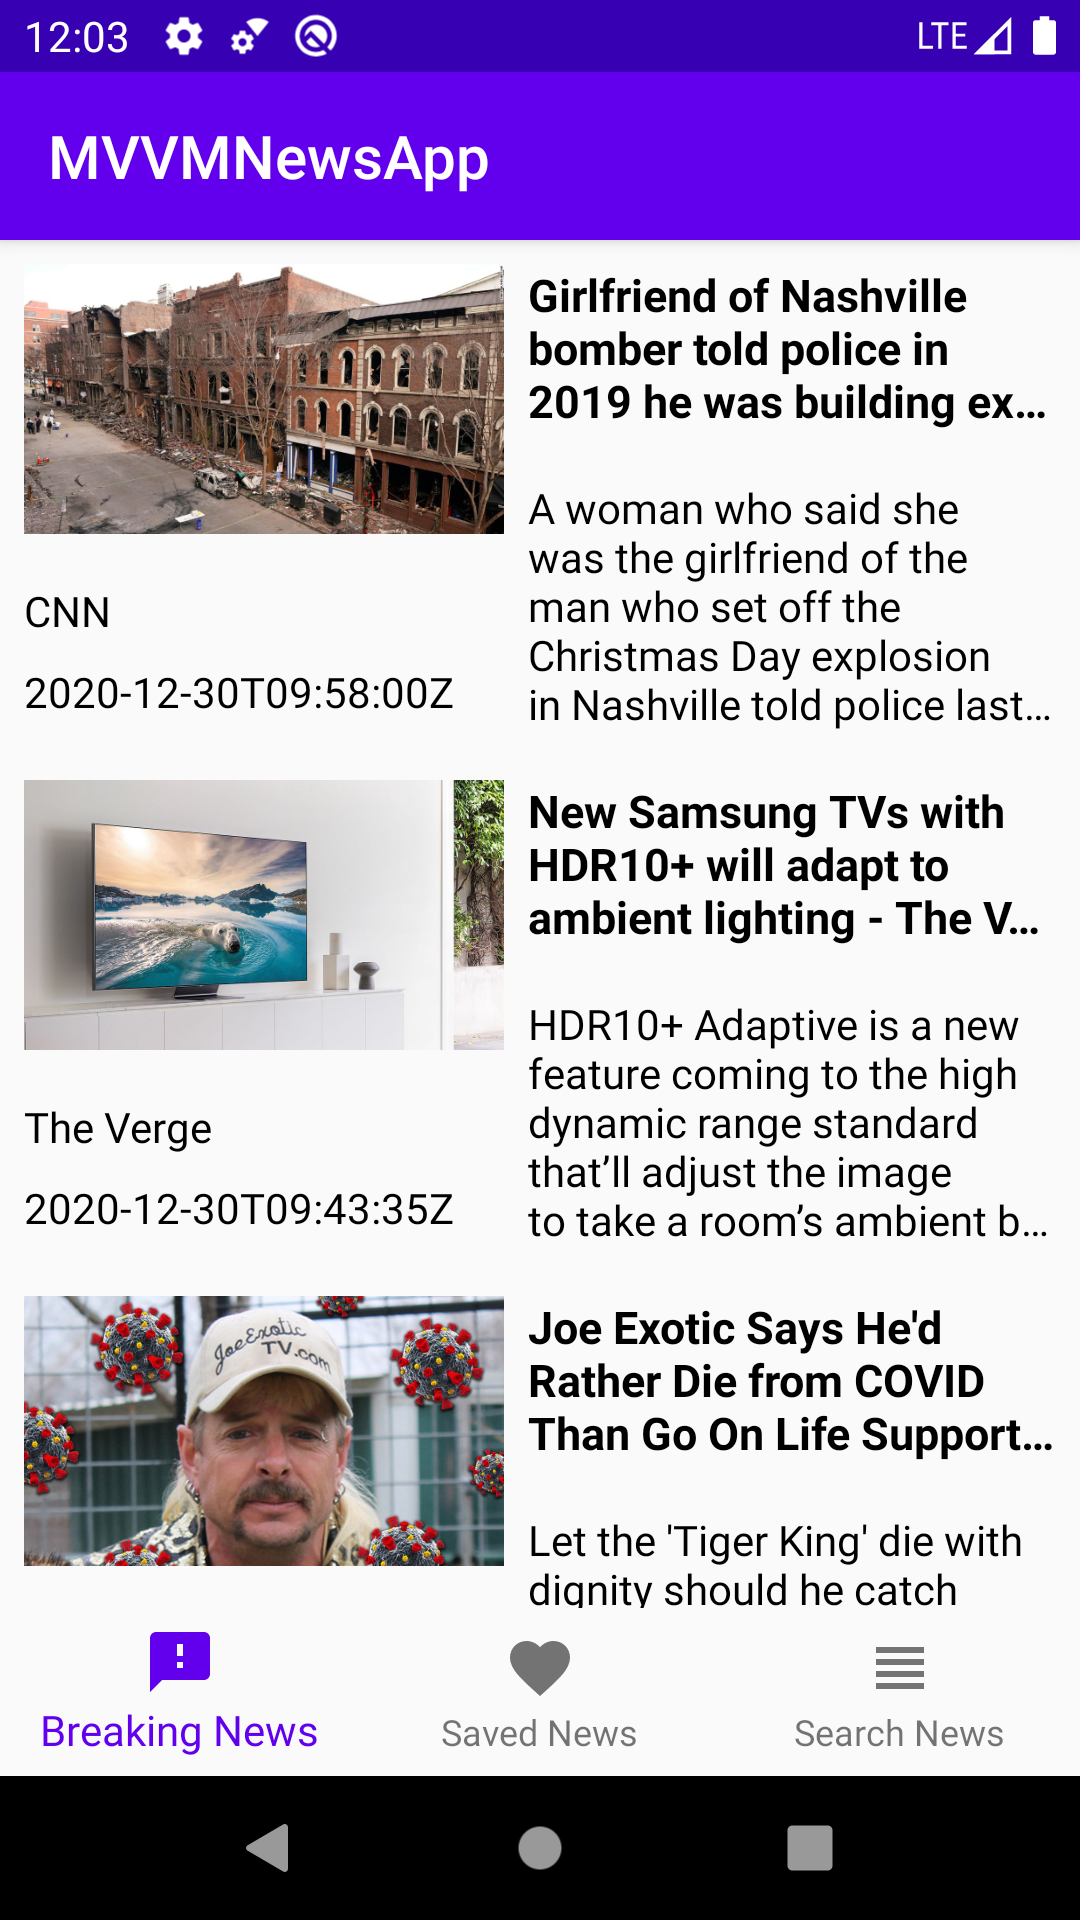 12:03
LTE
MVVMNewsApp
Girlfriend of Nashville
bomber told police in
2019 he was building ex…
A woman who said she
was the girlfriend of the
man who set off the
Christmas Day explosion
in Nashville told police last…
CNN
2020-12-30T09:58:00Z
New Samsung TVs with
HDR10+ will adapt to
ambient lighting - The V…
HDR10+ Adaptive is a new
feature coming to the high
dynamic range standard
that’ll adjust the image
to take a room’s ambient b…
The Verge
2020-12-30T09:43:35Z
JoeExotic
TV.com
Joe Exotic Says He'd
Rather Die from COVID
Than Go On Life Support…
Let the 'Tiger King' die with
dignity should he catch
Breaking News
Saved News
Search News